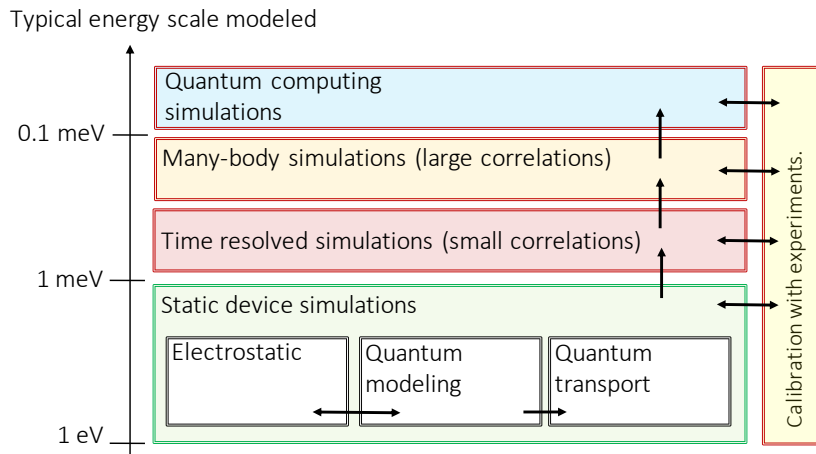 Typical energy scale modeled
Quantum computing
simulations
0.1 meV
Many-body simulations (large correlations)
Time resolved simulations (small correlations)
1 meV
Static device simulations
Electrostatic
Quantum
modeling
Quantum
transport
1 eV
Calibration with experiments.